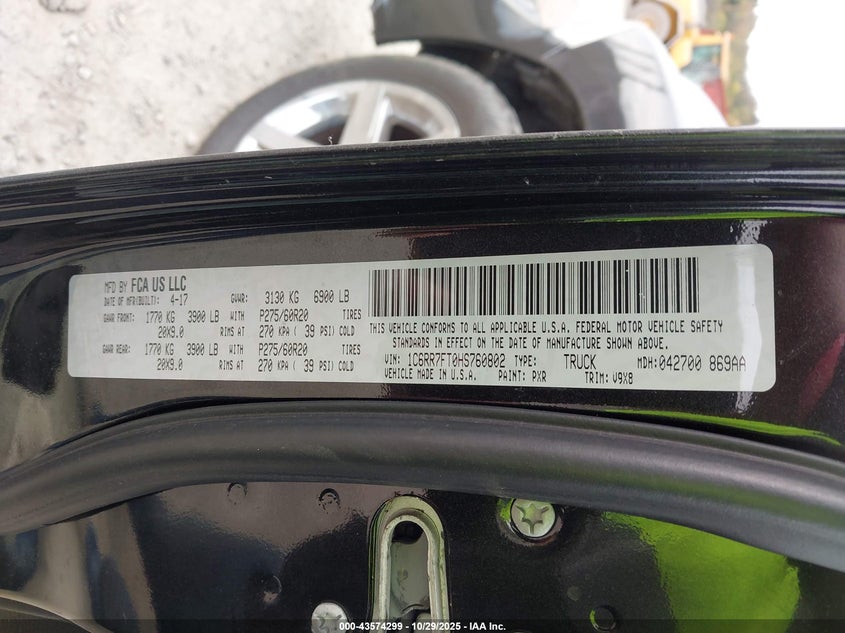 MFD BY FCA US LLC
DATE OF MFR(BUILT): 4-17 GVWR: 3130 KG 6900 LB
GAWR FRONT: 1770 KG 3900 LB WITH P275/60R20 TIRES
20X9.0 RIMS AT 270 KPA ( 39 PSI) COLD
GAWR REAR: 1770 KG 3900 LB WITH P275/60R20 TIRES
20X9.0 RIMS AT 270 KPA ( 39 PSI) COLD
THIS VEHICLE CONFORMS TO ALL APPLICABLE U.S.A. FEDERAL MOTOR VEHICLE SAFETY
STANDARDS IN EFFECT ON THE DATE OF MANUFACTURE SHOWN ABOVE.
VIN: 1C6RR7FT0HS760802 TYPE: TRUCK MDH:042700 869AA
VEHICLE MADE IN U.S.A. PAINT: PXR TRIM: V9X8
000-43574299 - 10/29/2025 - IAA Inc.